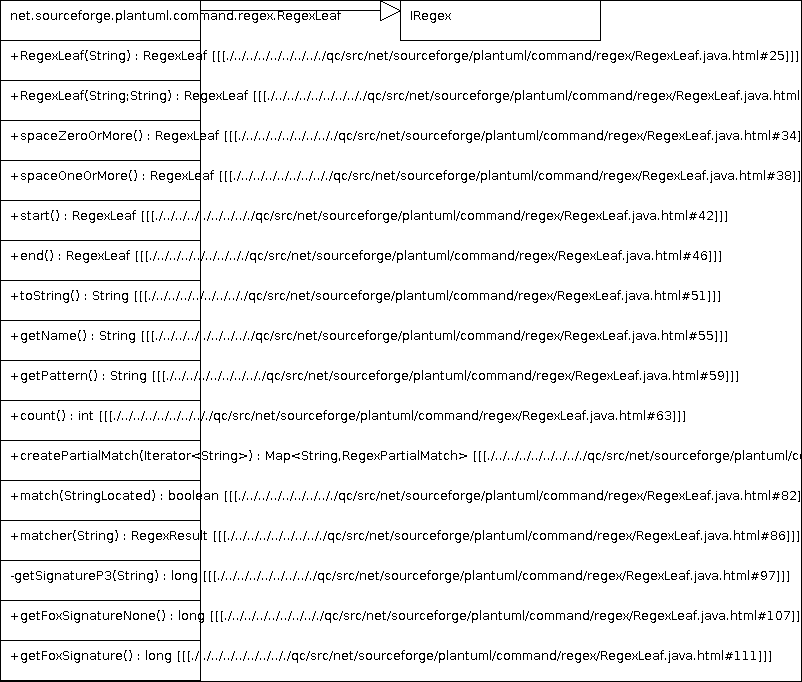 net.sourceforge.plantuml.command.regex.RegexLeaf
IRegex
+RegexLeaf(String) : RegexLeaf [[[./../../../../../../../../qc/src/net/sourceforge/plantuml/command/regex/RegexLeaf.java.html#25]]]
+RegexLeaf(String;String) : RegexLeaf [[[./../../../../../../../../qc/src/net/sourceforge/plantuml/command/regex/RegexLeaf.java.html
+spaceZeroOrMore() : RegexLeaf [[[./../../../../../../../../qc/src/net/sourceforge/plantuml/command/regex/RegexLeaf.java.html#34]
+spaceOneOrMore() : RegexLeaf [[[./../../../../../../../../qc/src/net/sourceforge/plantuml/command/regex/RegexLeaf.java.html#38]]
+start() : RegexLeaf [[[./../../../../../../../../qc/src/net/sourceforge/plantuml/command/regex/RegexLeaf.java.html#42]]]
+end() : RegexLeaf [[[./../../../../../../../../qc/src/net/sourceforge/plantuml/command/regex/RegexLeaf.java.html#46]]]
+toString() : String [[[./../../../../../../../../qc/src/net/sourceforge/plantuml/command/regex/RegexLeaf.java.html#51]]]
+getName() : String [[[./../../../../../../../../qc/src/net/sourceforge/plantuml/command/regex/RegexLeaf.java.html#55]]]
+getPattern() : String [[[./../../../../../../../../qc/src/net/sourceforge/plantuml/command/regex/RegexLeaf.java.html#59]]]
+count() : int [[[./../../../../../../../../qc/src/net/sourceforge/plantuml/command/regex/RegexLeaf.java.html#63]]]
+createPartialMatch(Iterator<String>) : Map<String,RegexPartialMatch> [[[./../../../../../../../../qc/src/net/sourceforge/plantuml/c
+match(StringLocated) : boolean [[[./../../../../../../../../qc/src/net/sourceforge/plantuml/command/regex/RegexLeaf.java.html#82]
+matcher(String) : RegexResult [[[./../../../../../../../../qc/src/net/sourceforge/plantuml/command/regex/RegexLeaf.java.html#86]]]
-getSignatureP3(String) : long [[[./../../../../../../../../qc/src/net/sourceforge/plantuml/command/regex/RegexLeaf.java.html#97]]]
+getFoxSignatureNone() : long [[[./../../../../../../../../qc/src/net/sourceforge/plantuml/command/regex/RegexLeaf.java.html#107]]
+getFoxSignature() : long [[[./../../../../../../../../qc/src/net/sourceforge/plantuml/command/regex/RegexLeaf.java.html#111]]]